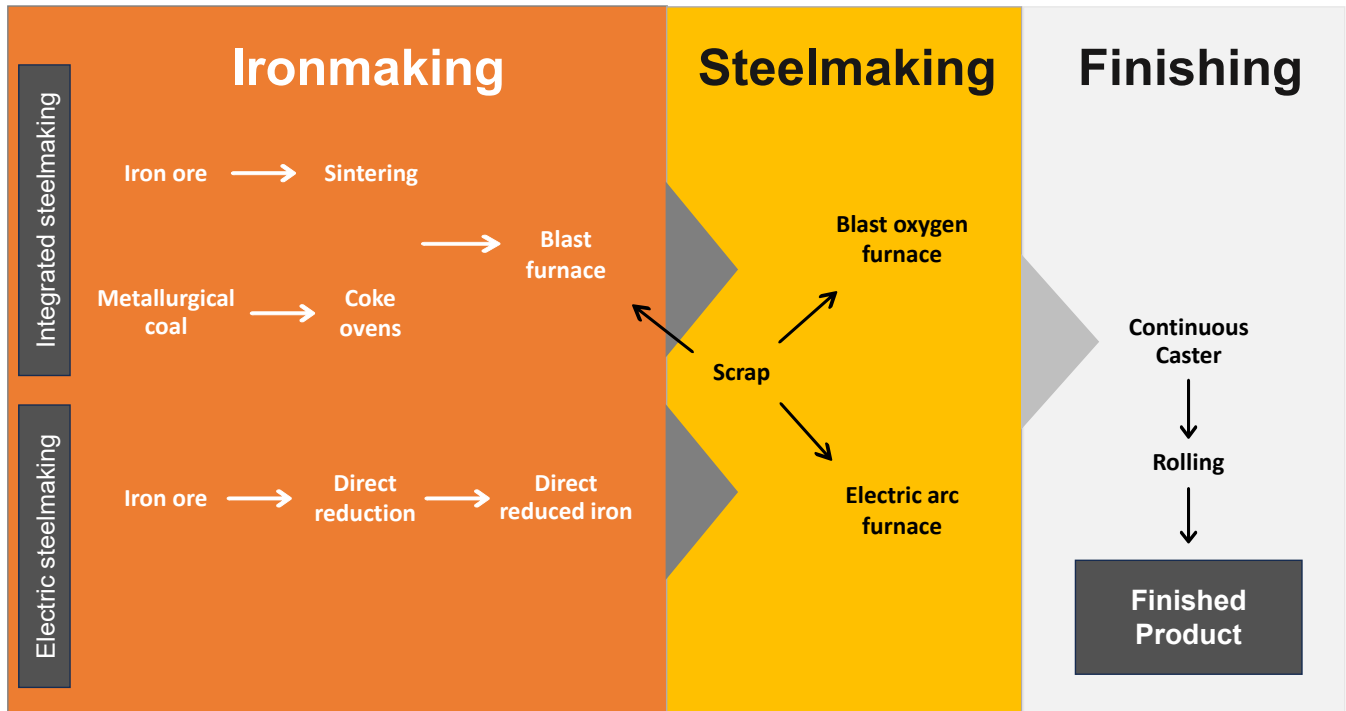 Ironmaking
Steelmaking
Finishing
Integrated steelmaking
Iron ore
Sintering
Metallurgical
coal
Coke
ovens
Blast
furnace
Blast oxygen
furnace
Scrap
Continuous
Caster
Rolling
Electric steelmaking
Iron ore
Direct
reduction
Direct
reduced iron
Electric arc
furnace
Finished
Product